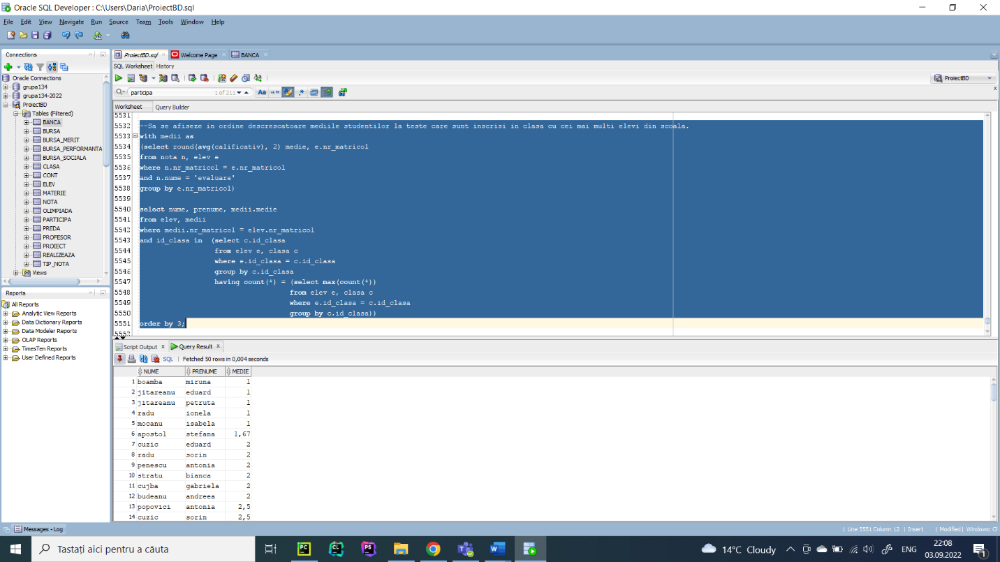 Oracle SQL Developer : C:\Users\Daria\ProiectBD.sql
File Edit View Navigate Run Source Team Tools Window Help
Connections
Oracle Connections
grupa134
grupa134-2022
ProiectBD
Tables (Filtered)
BANCA
BURSA
BURSA_MERIT
BURSA_PERFORMANTA
BURSA_SOCIALA
CLASA
CONT
ELEV
MATERIE
NOTA
OLIMPIADA
PARTICIPA
PREDA
PROFESOR
PROIECT
REALIZEAZA
TIP_NOTA
Views
Reports
All Reports
Analytic View Reports
Data Dictionary Reports
Data Modeler Reports
OLAP Reports
TimesTen Reports
User Defined Reports
ProiectBD.sql Welcome Page BANCA
SQL Worksheet History
ProiectBD
participa 1 of 211
Worksheet Query Builder
5531
5532 --Sa se afiseze in ordine descrescatoare mediile studentilor la teste care sunt inscrisi in clasa cu cei mai multi elevi din scoala.
5533 with medii as
5534 (select round(avg(calificativ), 2) medie, e.nr_matricol
5535 from nota n, elev e
5536 where n.nr_matricol = e.nr_matricol
5537 and n.nume = 'evaluare'
5538 group by e.nr_matricol)
5539
5540 select nume, prenume, medii.medie
5541 from elev, medii
5542 where medii.nr_matricol = elev.nr_matricol
5543 and id_clasa in (select c.id_clasa
5544 from elev e, clasa c
5545 where e.id_clasa = c.id_clasa
5546 group by c.id_clasa
5547 having count(*) = (select max(count(*))
5548 from elev e, clasa c
5549 where e.id_clasa = c.id_clasa
5550 group by c.id_clasa))
5551 order by 3;
5552
Script Output Query Result
SQL | Fetched 50 rows in 0,004 seconds
NUME PRENUME MEDIE
1 boamba miruna 1
2 jitareanu eduard 1
3 jitareanu petruta 1
4 radu ionela 1
5 mocanu isabela 1
6 apostol stefana 1,67
7 cuzic eduard 2
8 radu sorin 2
9 penescu antonia 2
10 stratu bianca 2
11 cujba gabriela 2
12 budeanu andreea 2
13 popovici antonia 2,5
14 cuzic sorin 2,5
Messages - Log
Line 5551 Column 12 | Insert | Modified | Windows: C
Tastați aici pentru a căuta
PC CL PS
14°C Cloudy
ENG
22:08
03.09.2022
1